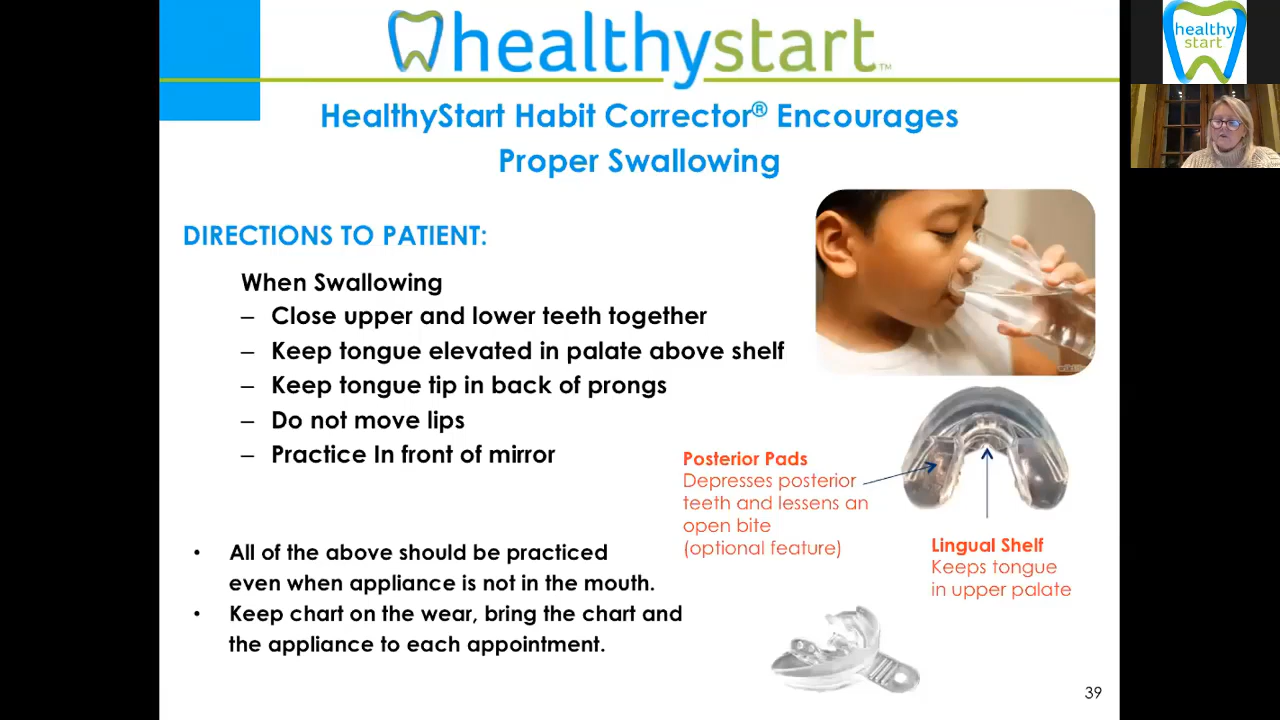 healthystart™
healthy
start
HealthyStart Habit Corrector® Encourages
Proper Swallowing
DIRECTIONS TO PATIENT:
When Swallowing
– Close upper and lower teeth together
– Keep tongue elevated in palate above shelf
– Keep tongue tip in back of prongs
– Do not move lips
– Practice In front of mirror
Posterior Pads
Depresses posterior
teeth and lessens an
open bite
(optional feature)
Lingual Shelf
Keeps tongue
in upper palate
• All of the above should be practiced
even when appliance is not in the mouth.
• Keep chart on the wear, bring the chart and
the appliance to each appointment.
39